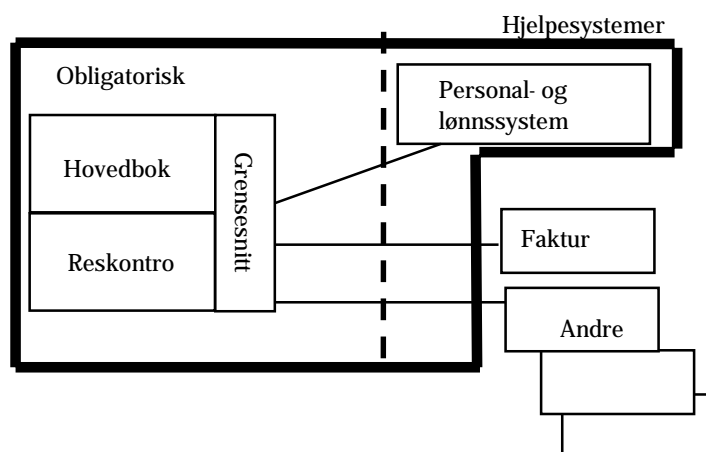 Hjelpesystemer
Obligatorisk
Personal- og
lønnssystem
Hovedbok
Grensesnitt
Reskontro
Faktur
Andre